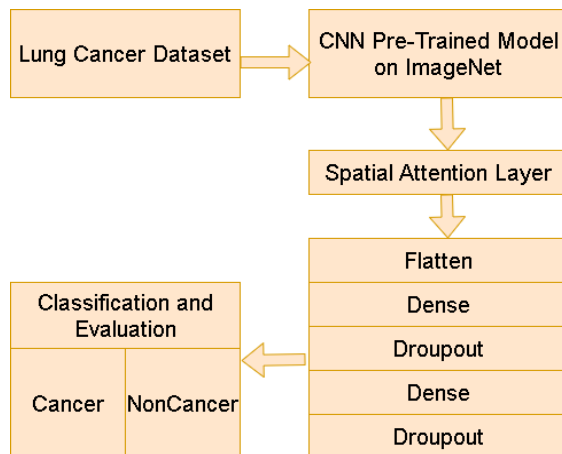 Lung Cancer Dataset
CNN Pre-Trained Model
on ImageNet
Spatial Attention Layer
Flatten
Dense
Droupout
Dense
Droupout
Classification and
Evaluation
Cancer
NonCancer